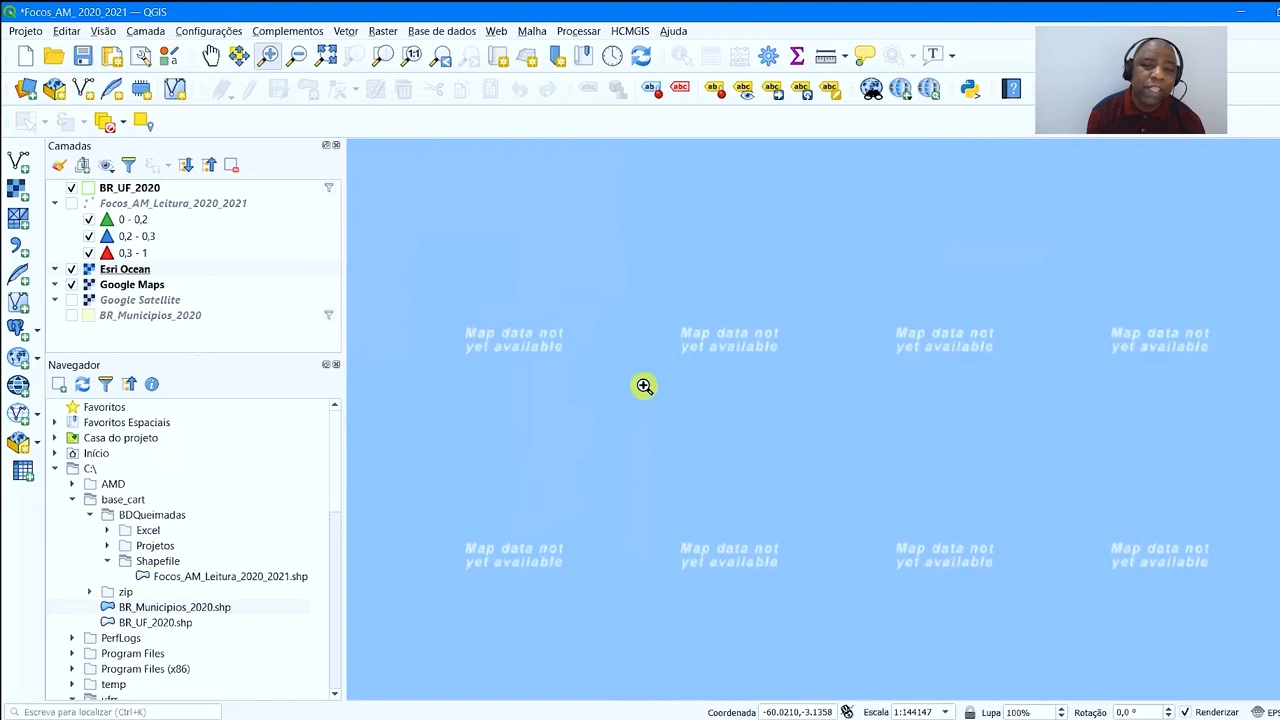 *Focos_AM_ 2020_2021 — QGIS
Projeto Editar Visão Camada Configurações Complementos Vetor Raster Base de dados Web Malha Processar HCMGIS Ajuda
Camadas
BR_UF_2020
Focos_AM_Leitura_2020_2021
0 - 0,2
0,2 - 0,3
0,3 - 1
Esri Ocean
Google Maps
Google Satellite
BR_Municipios_2020
Navegador
Favoritos
Favoritos Espaciais
Casa do projeto
Início
C:\
AMD
base_cart
BDQueimadas
Excel
Projetos
Shapefile
Focos_AM_Leitura_2020_2021.shp
zip
BR_Municipios_2020.shp
BR_UF_2020.shp
PerfLogs
Program Files
Program Files (x86)
temp
Map data not yet available
Map data not yet available
Map data not yet available
Map data not yet available
Map data not yet available
Map data not yet available
Map data not yet available
Map data not yet available
Escreva para localizar (Ctrl+K)
Coordenada -60.0210,-3.1358 Escala 1:144147 Lupa 100% Rotação 0,0 ° Renderizar EPS